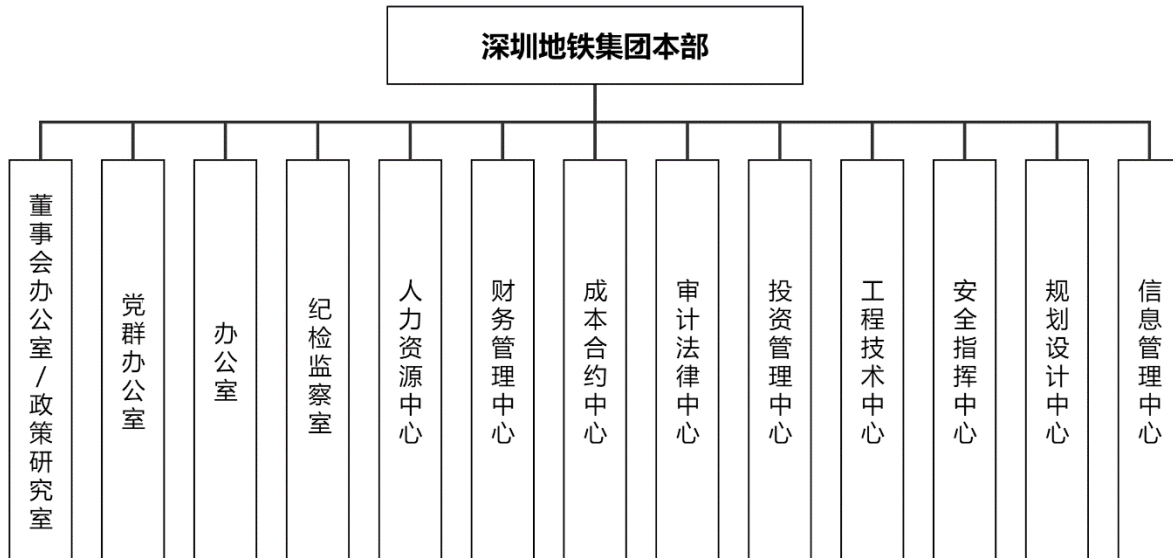 深圳地铁集团本部
董事会办公室/政策研究室
党群办公室
办公室
纪检监察室
人力资源中心
财务管理中心
成本合约中心
审计法律中心
投资管理中心
工程技术中心
安全指挥中心
规划设计中心
信息管理中心